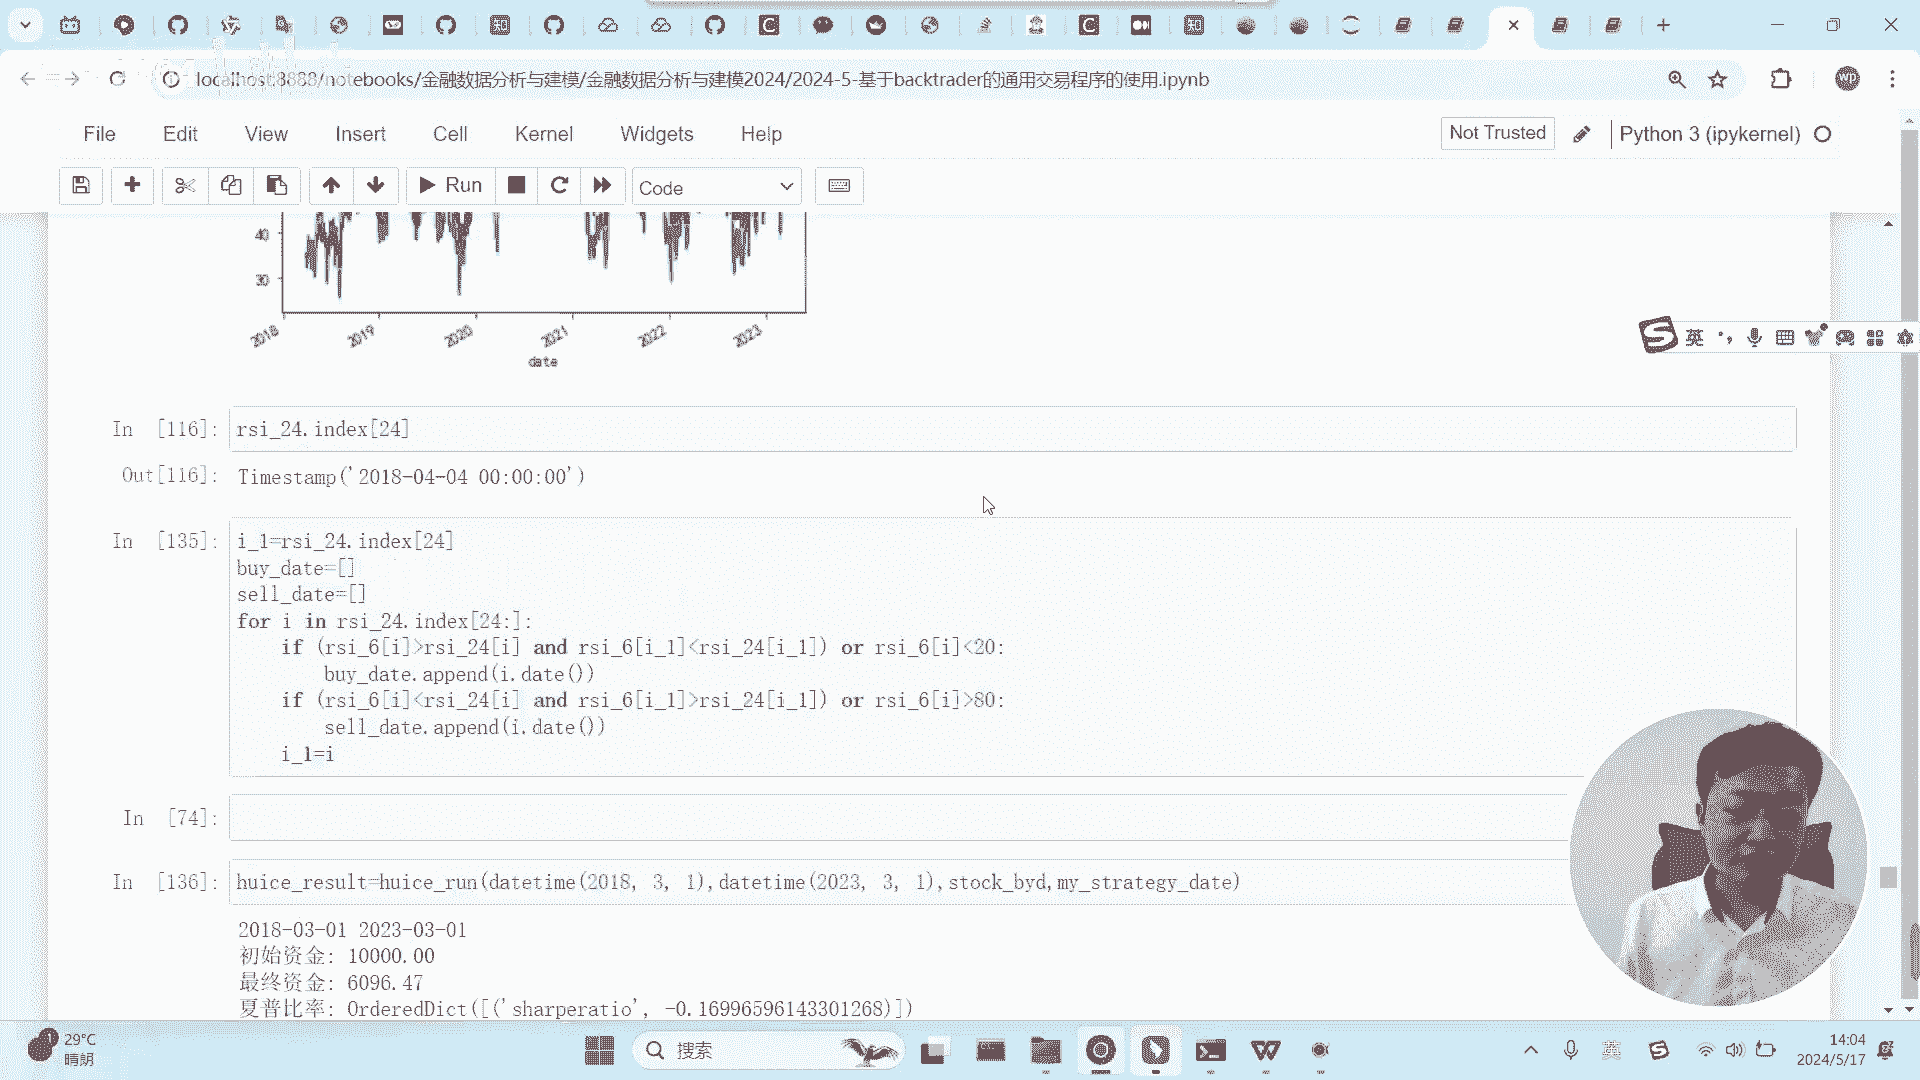 localhost:8888/notebooks/金融数据分析与建模/金融数据分析与建模2024/2024-5-基于backtrader的通用交易程序的使用.ipynb
File Edit View Insert Cell Kernel Widgets Help
Not Trusted
Python 3 (ipykernel)
Run
Code
40
30
2018 2019 2020 2021 2022 2023
date
In [116]: rsi_24.index[24]
Out[116]: Timestamp('2018-04-04 00:00:00')
In [135]: i_1=rsi_24.index[24]
buy_date=[]
sell_date=[]
for i in rsi_24.index[24:]:
    if (rsi_6[i]>rsi_24[i] and rsi_6[i_1]<rsi_24[i_1]) or rsi_6[i]<20:
        buy_date.append(i.date())
    if (rsi_6[i]<rsi_24[i] and rsi_6[i_1]>rsi_24[i_1]) or rsi_6[i]>80:
        sell_date.append(i.date())
    i_1=i
In [74]:
In [136]: huice_result=huice_run(datetime(2018, 3, 1),datetime(2023, 3, 1),stock_byd,my_strategy_date)
2018-03-01 2023-03-01
初始资金: 10000.00
最终资金: 6096.47
夏普比率: OrderedDict([('sharperatio', -0.16996596143301268)])
英
29°C
晴朗
搜索
英
14:04
2024/5/17